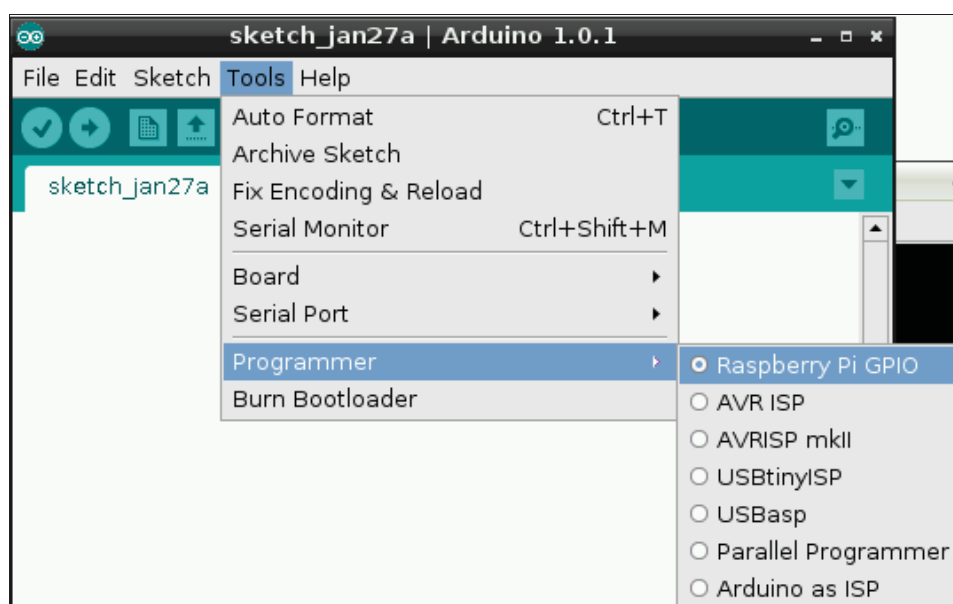 sketch_jan27a | Arduino 1.0.1
File Edit Sketch Tools Help
Auto Format Ctrl+T
Archive Sketch
sketch_jan27a
Fix Encoding & Reload
Serial Monitor Ctrl+Shift+M
Board
Serial Port
Programmer
Burn Bootloader
Raspberry Pi GPIO
AVR ISP
AVRISP mkII
USBtinyISP
USBasp
Parallel Programmer
Arduino as ISP